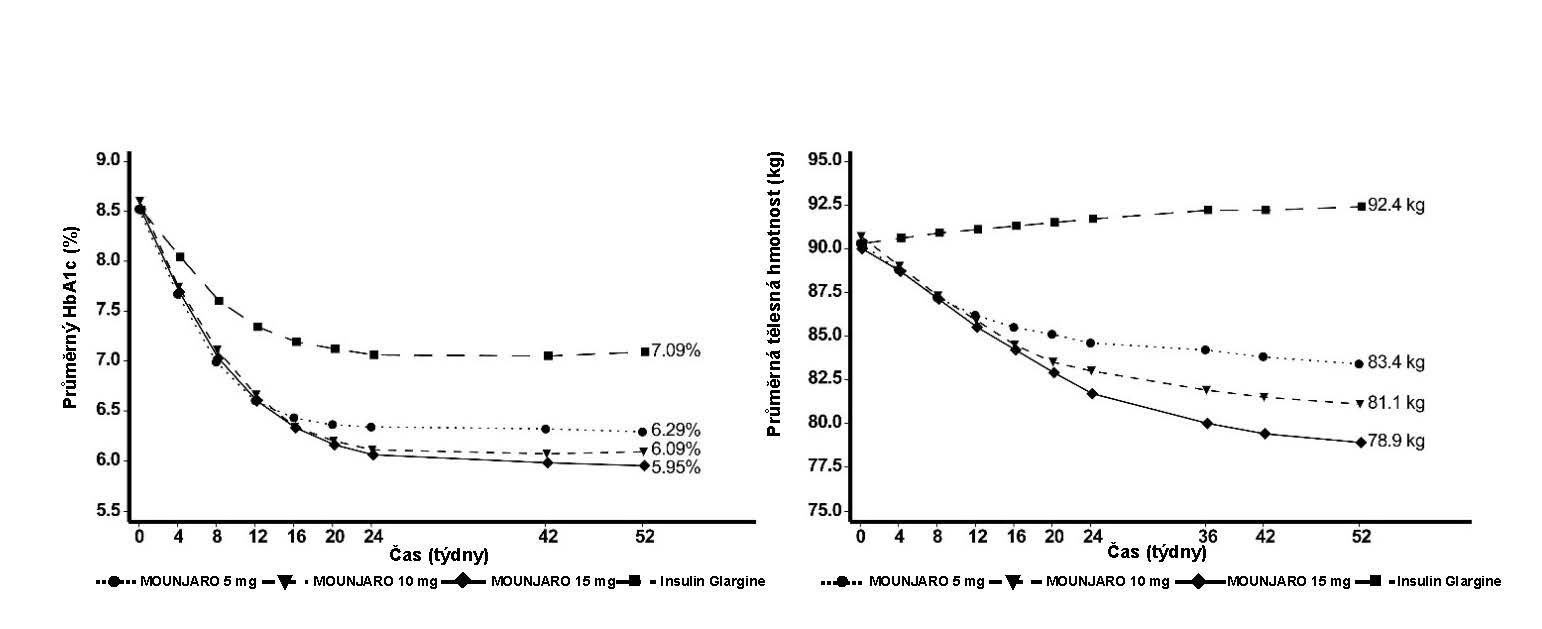 Průměrný HbA1c (%)
9.0
8.5
8.0
7.5
7.0
6.5
6.0
5.5
7.09%
6.29%
6.09%
5.95%
0 4 8 12 16 20 24 42 52
Čas (týdny)
MOUNJARO 5 mg MOUNJARO 10 mg MOUNJARO 15 mg Insulin Glargine
Průměrná tělesná hmotnost (kg)
95.0
92.5
90.0
87.5
85.0
82.5
80.0
77.5
75.0
92.4 kg
83.4 kg
81.1 kg
78.9 kg
0 4 8 12 16 20 24 36 42 52
Čas (týdny)
MOUNJARO 5 mg MOUNJARO 10 mg MOUNJARO 15 mg Insulin Glargine